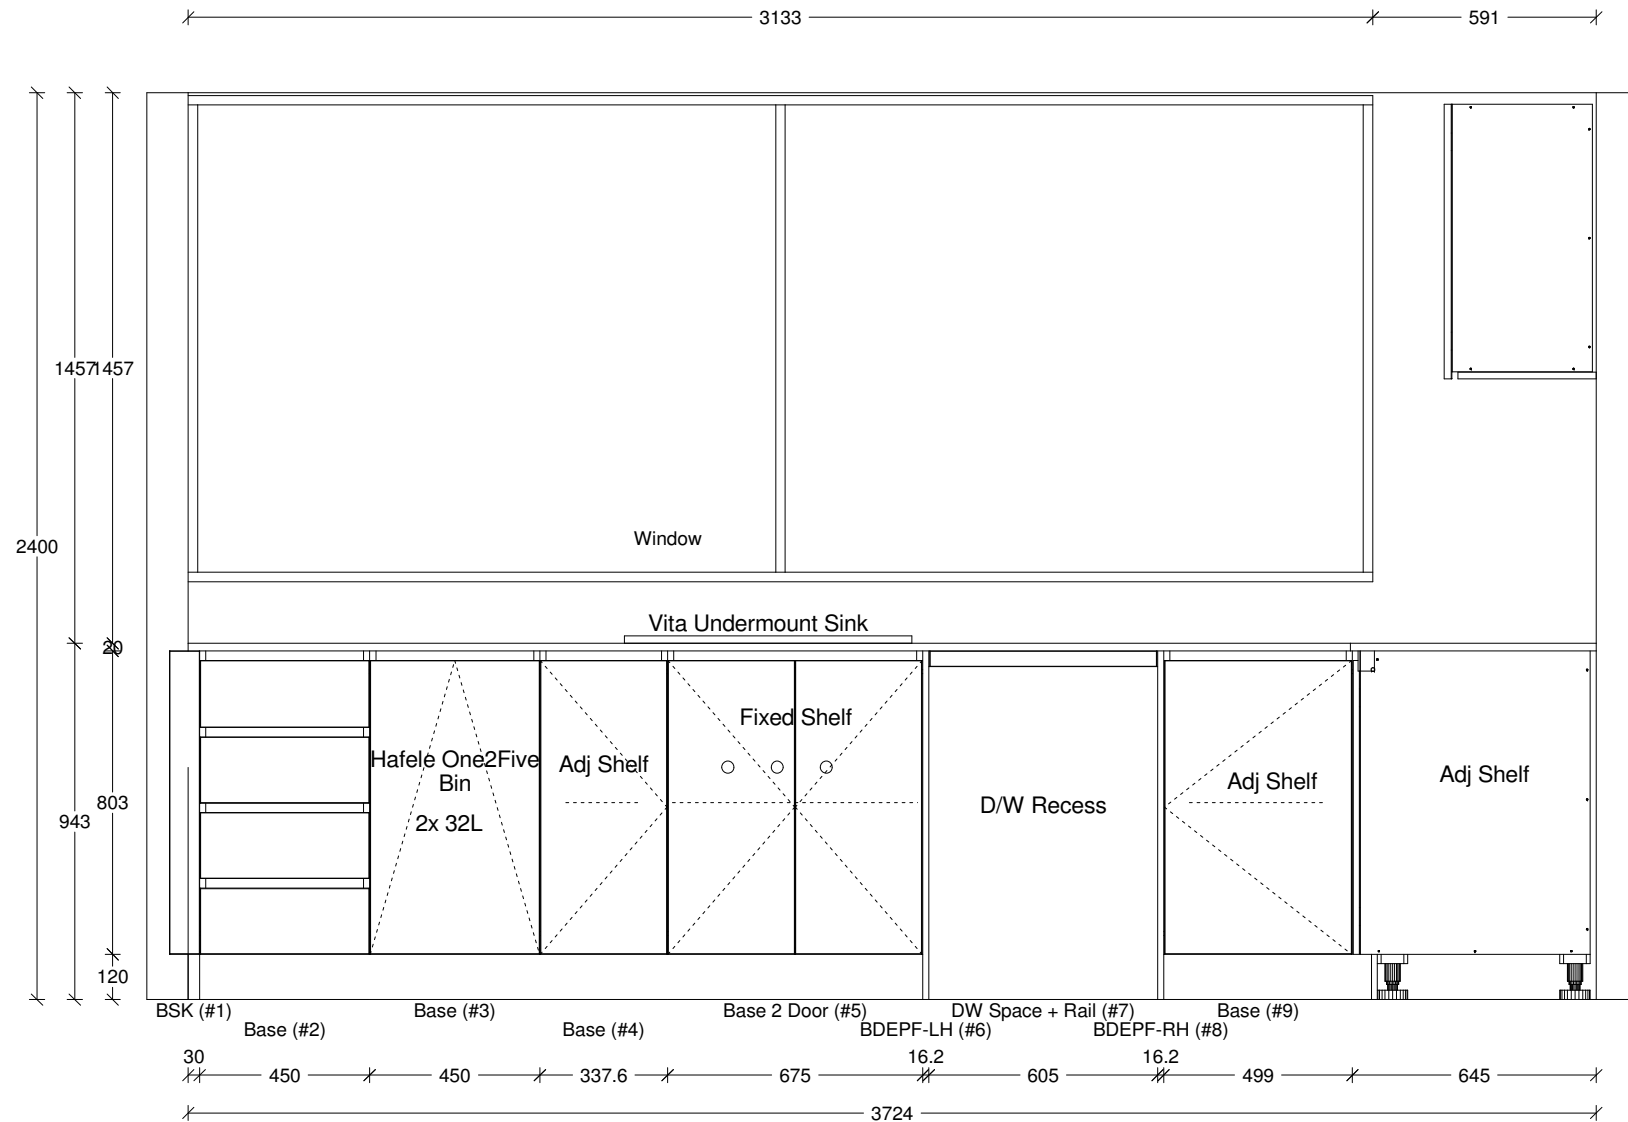 3133
591
2400
1457
1457
Window
Vita Undermount Sink
20
Fixed Shelf
Hafele One2Five
Bin
2x 32L
Adj Shelf
D/W Recess
Adj Shelf
Adj Shelf
943
803
120
BSK (#1)
Base (#3)
Base 2 Door (#5)
DW Space + Rail (#7)
Base (#9)
Base (#2)
Base (#4)
BDEPF-LH (#6)
BDEPF-RH (#8)
30
16.2
16.2
450
450
337.6
675
605
499
645
3724